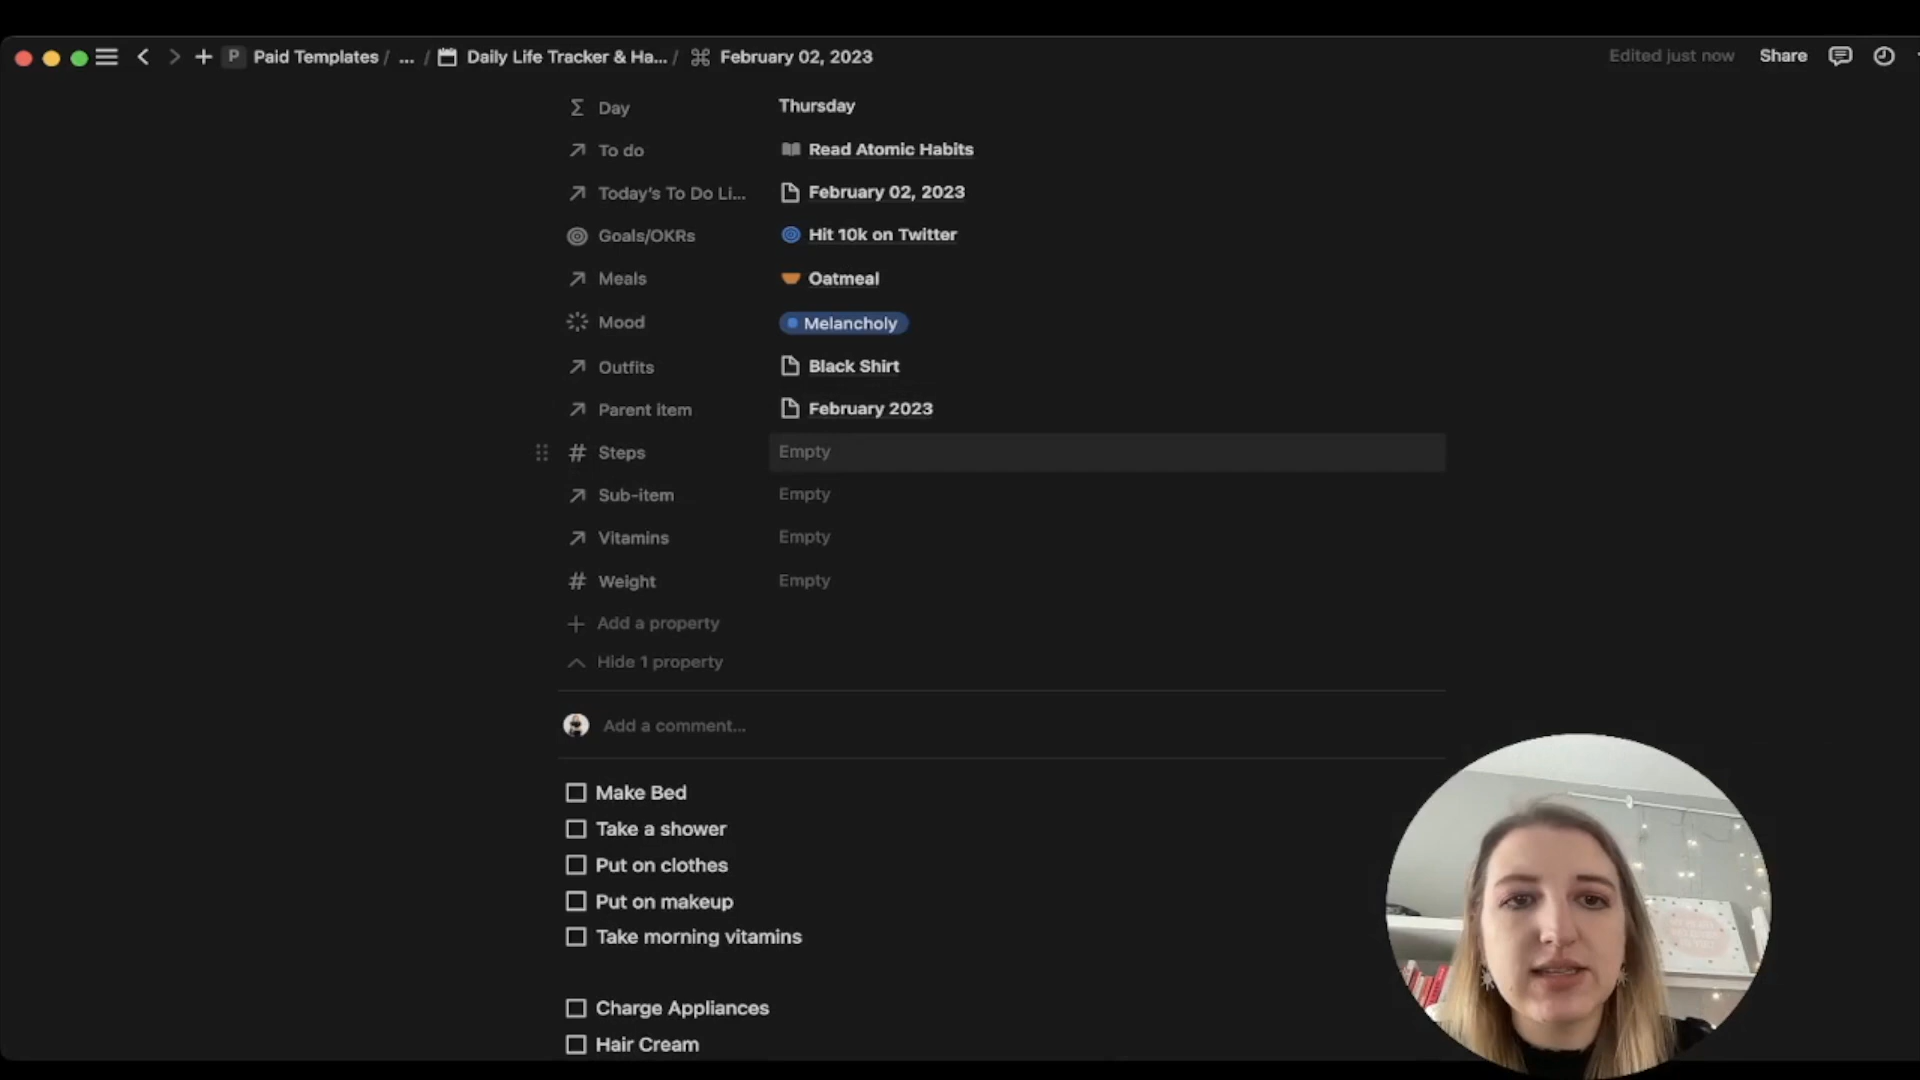 P Paid Templates / ... / Daily Life Tracker & Ha... / February 02, 2023 Edited just now Share
Day Thursday
To do Read Atomic Habits
Today's To Do Li... February 02, 2023
Goals/OKRs Hit 10k on Twitter
Meals Oatmeal
Mood Melancholy
Outfits Black Shirt
Parent item February 2023
Steps Empty
Sub-item Empty
Vitamins Empty
Weight Empty
Add a property
Hide 1 property
Add a comment...
Make Bed
Take a shower
Put on clothes
Put on makeup
Take morning vitamins
Charge Appliances
Hair Cream